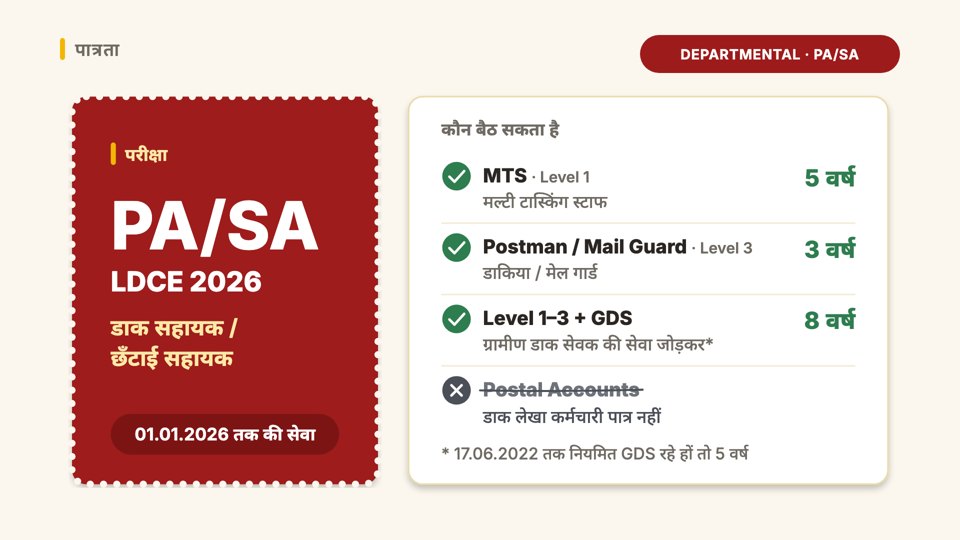 पात्रता
DEPARTMENTAL · PA/SA
परीक्षा
PA/SA
LDCE 2026
डाक सहायक /
छँटाई सहायक
01.01.2026 तक की सेवा
कौन बैठ सकता है
MTS · Level 1
5 वर्ष
मल्टी टास्किंग स्टाफ
Postman / Mail Guard · Level 3
3 वर्ष
डाकिया / मेल गार्ड
Level 1–3 + GDS
8 वर्ष
ग्रामीण डाक सेवक की सेवा जोड़कर*
Postal Accounts
डाक लेखा कर्मचारी पात्र नहीं
* 17.06.2022 तक नियमित GDS रहे हों तो 5 वर्ष